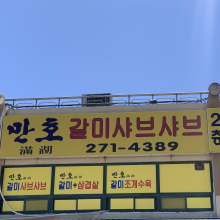 만호 갈미샤브샤브
滿湖 271-4389
2층
만호 갈미샤브샤브
만호 갈미+삼겹살
만호 갈미조개수육